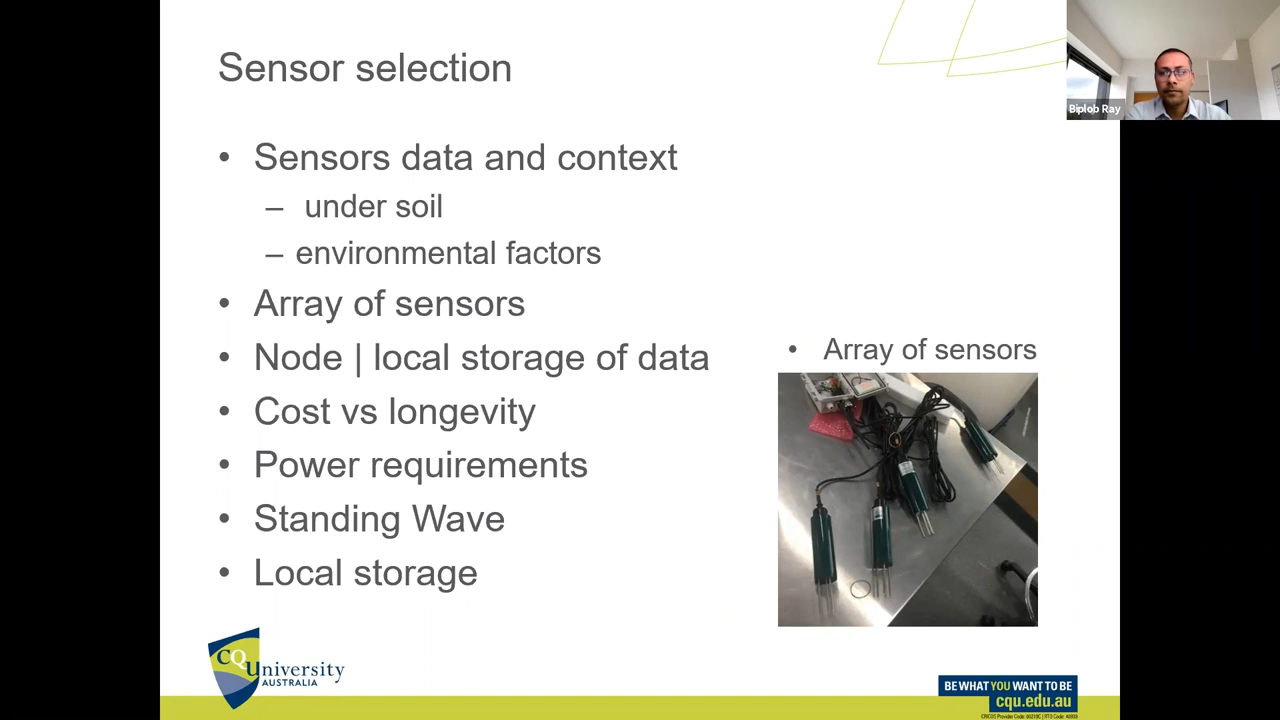 Sensor selection
Biplob Ray
• Sensors data and context
– under soil
– environmental factors
• Array of sensors
• Node | local storage of data
• Cost vs longevity
• Power requirements
• Standing Wave
• Local storage
• Array of sensors
CQUniversity
AUSTRALIA
BE WHAT YOU WANT TO BE
cqu.edu.au